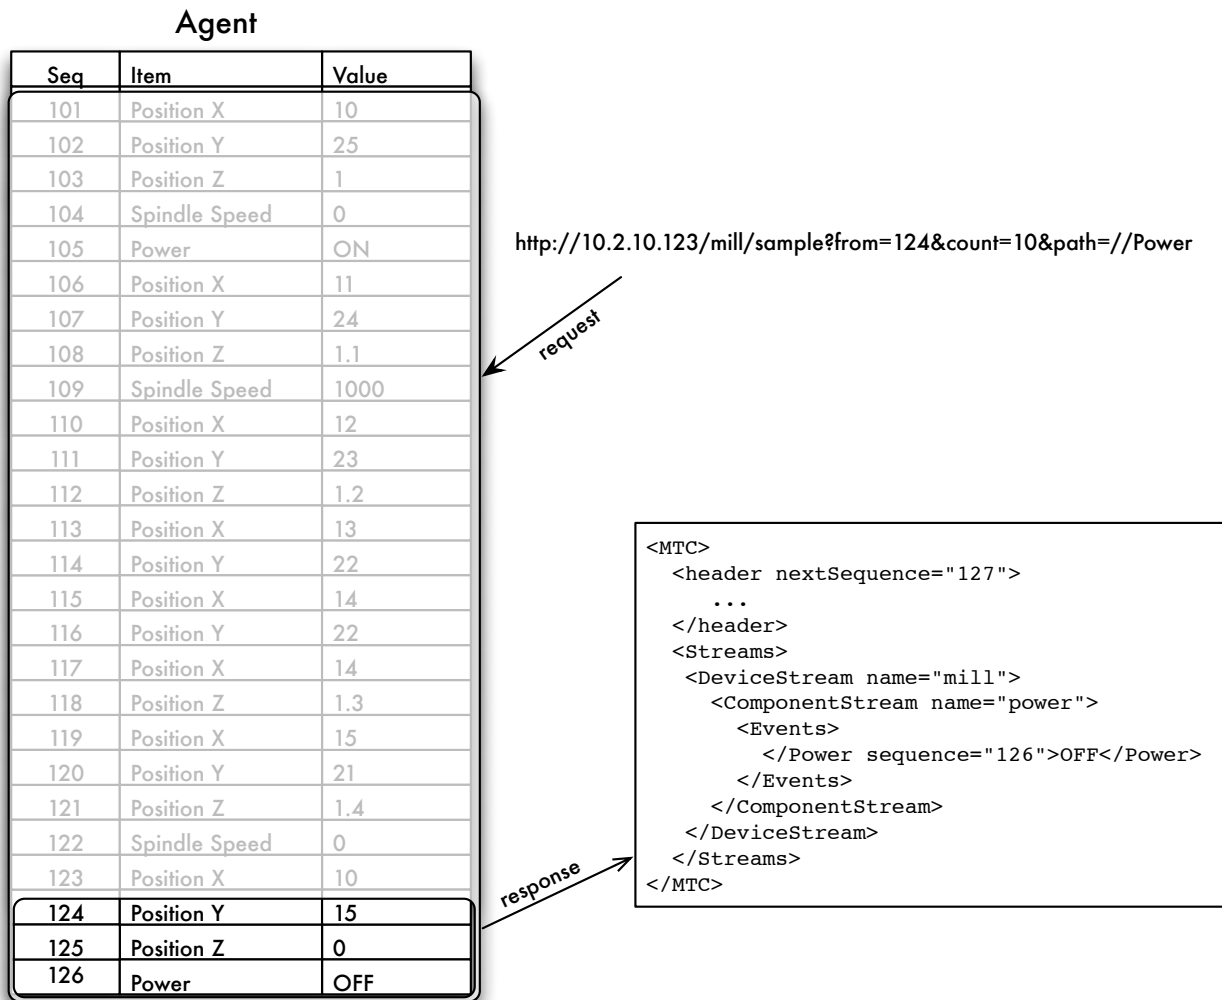 Agent
Seq Item Value
101 Position X 10
102 Position Y 25
103 Position Z 1
104 Spindle Speed 0
105 Power ON
106 Position X 11
107 Position Y 24
108 Position Z 1.1
109 Spindle Speed 1000
110 Position X 12
111 Position Y 23
112 Position Z 1.2
113 Position X 13
114 Position Y 22
115 Position X 14
116 Position Y 22
117 Position X 14
118 Position Z 1.3
119 Position X 15
120 Position Y 21
121 Position Z 1.4
122 Spindle Speed 0
123 Position X 10
124 Position Y 15
125 Position Z 0
126 Power OFF
http://10.2.10.123/mill/sample?from=124&count=10&path=//Power
request
response
<MTC>
<header nextSequence="127">
...
</header>
<Streams>
<DeviceStream name="mill">
<ComponentStream name="power">
<Events>
</Power sequence="126">OFF</Power>
</Events>
</ComponentStream>
</DeviceStream>
</Streams>
</MTC>